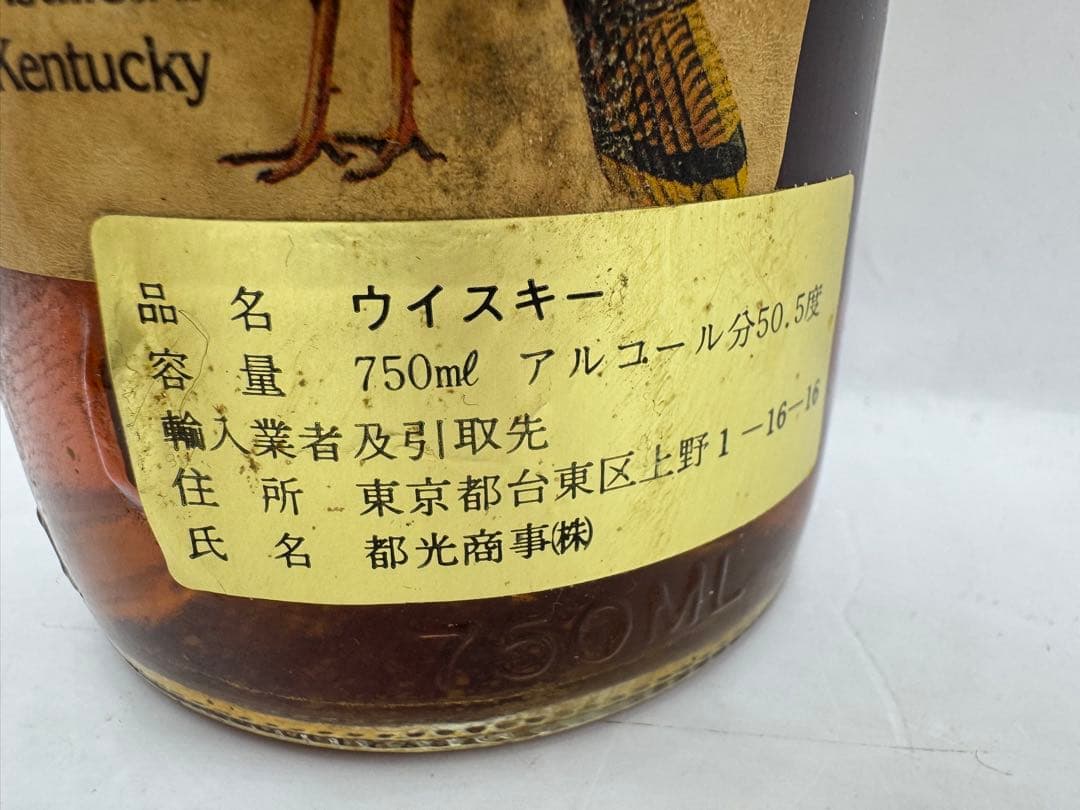 Kentucky
品名 ウイスキー
容量 750mℓ アルコール分50.5度
輸入業者及引取先
住所 東京都台東区上野1-16-16
氏名 都光商事㈱
750ML